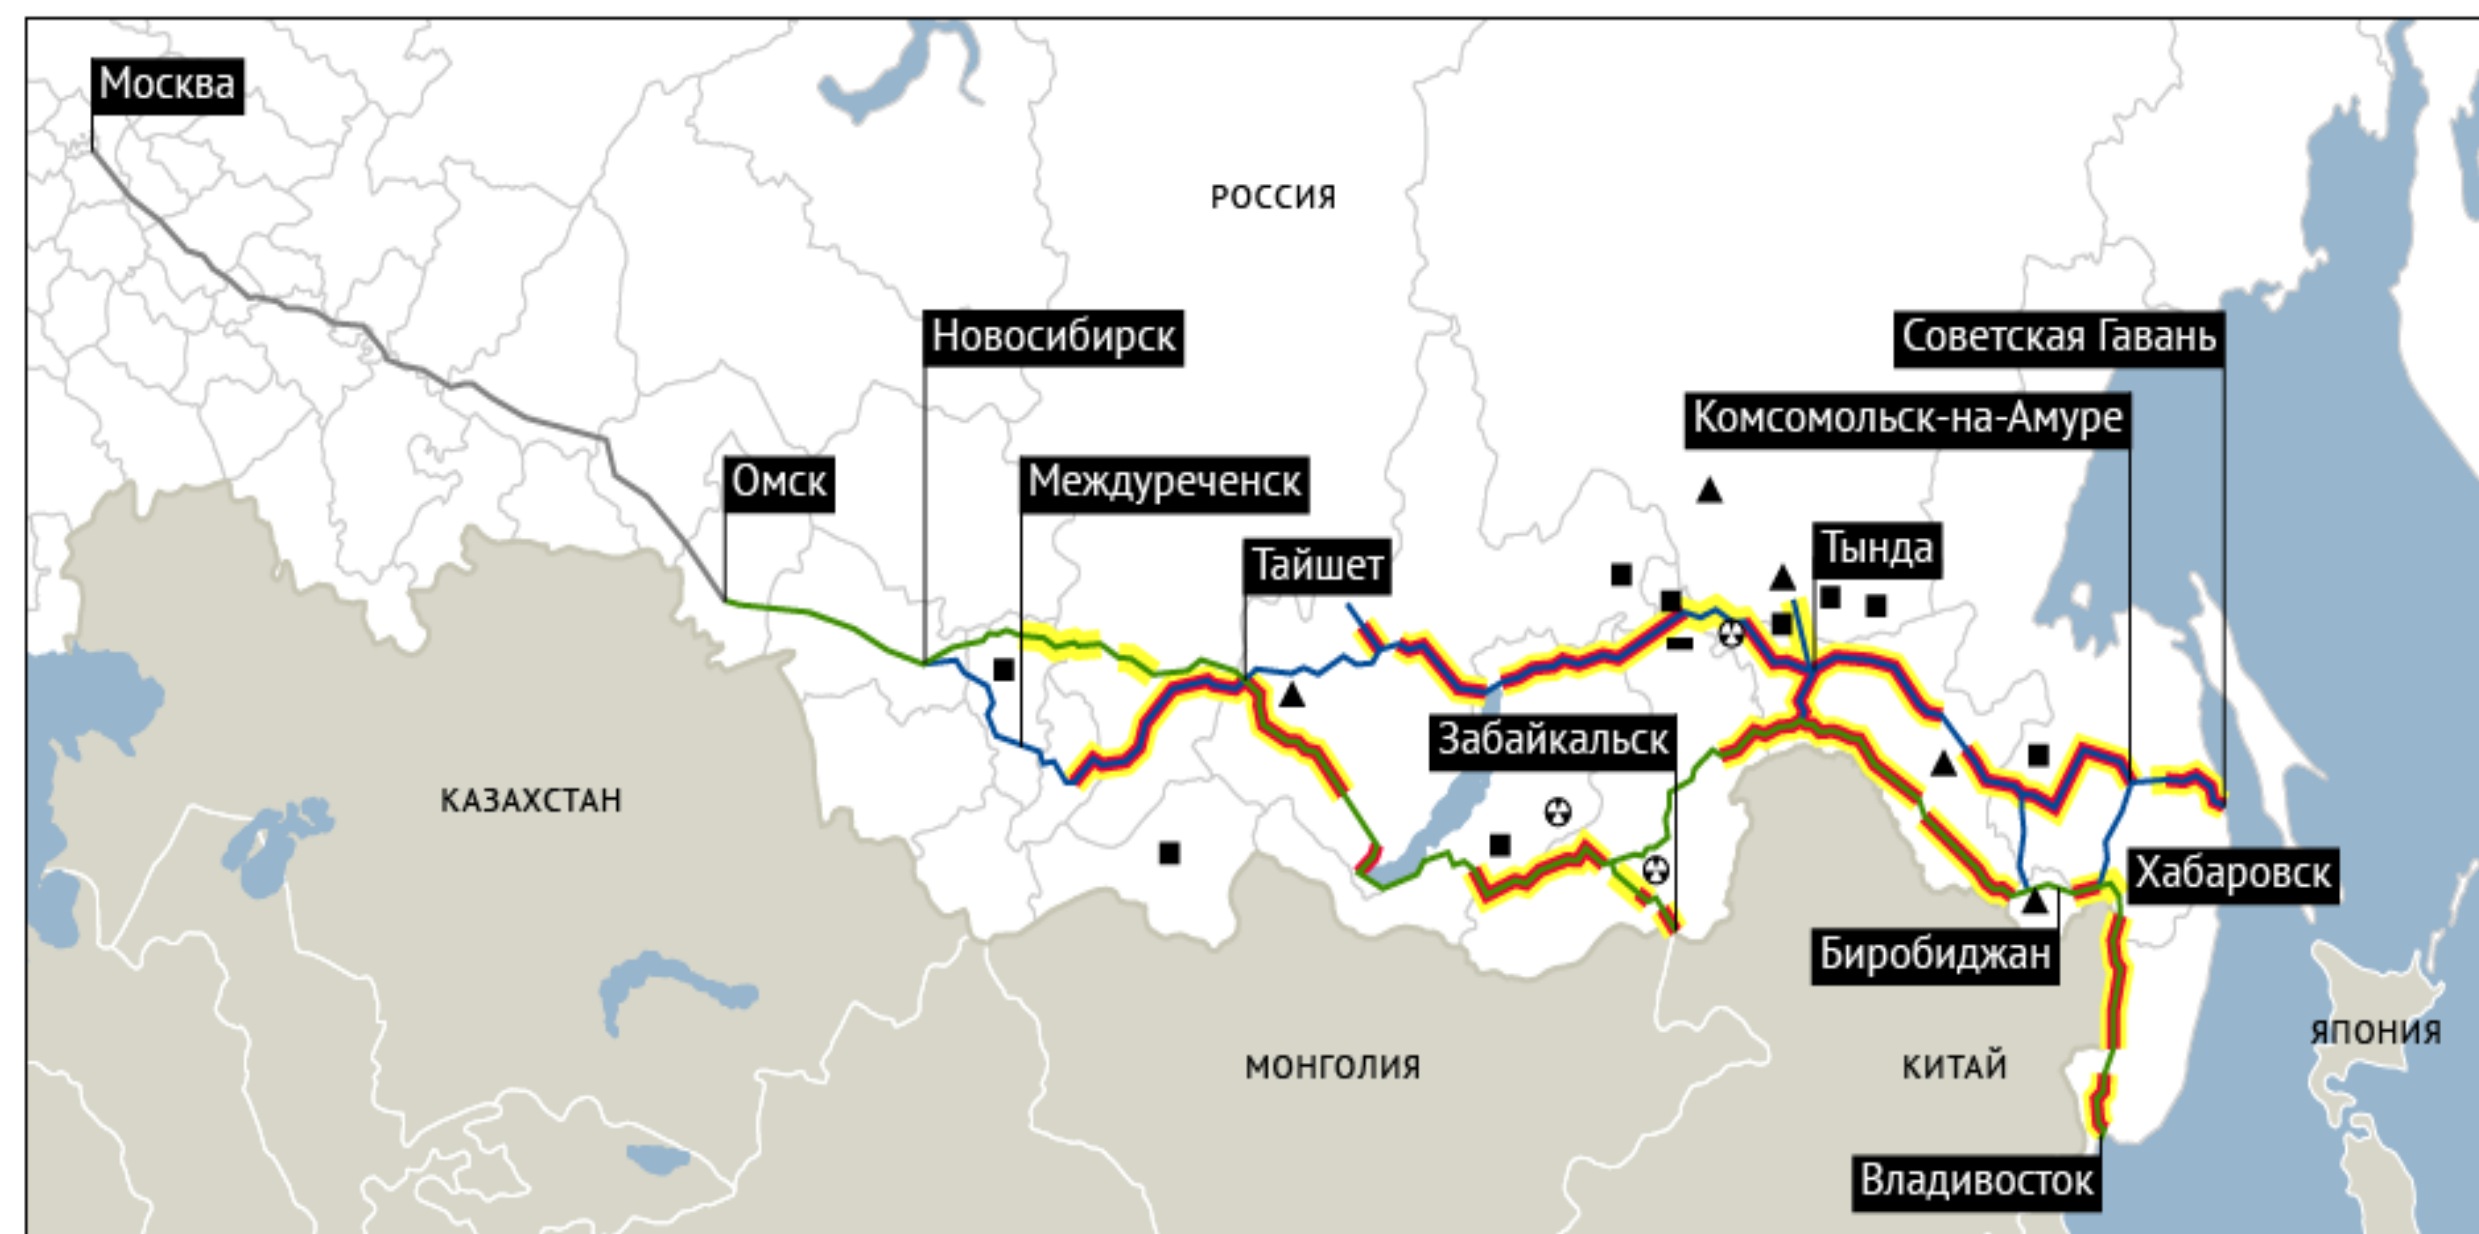 Москва
РОССИЯ
Новосибирск
Советская Гавань
Комсомольск-на-Амуре
Омск
Междуреченск
Тайшет
Тында
Забайкальск
КАЗАХСТАН
Хабаровск
Биробиджан
ЯПОНИЯ
МОНГОЛИЯ
КИТАЙ
Владивосток